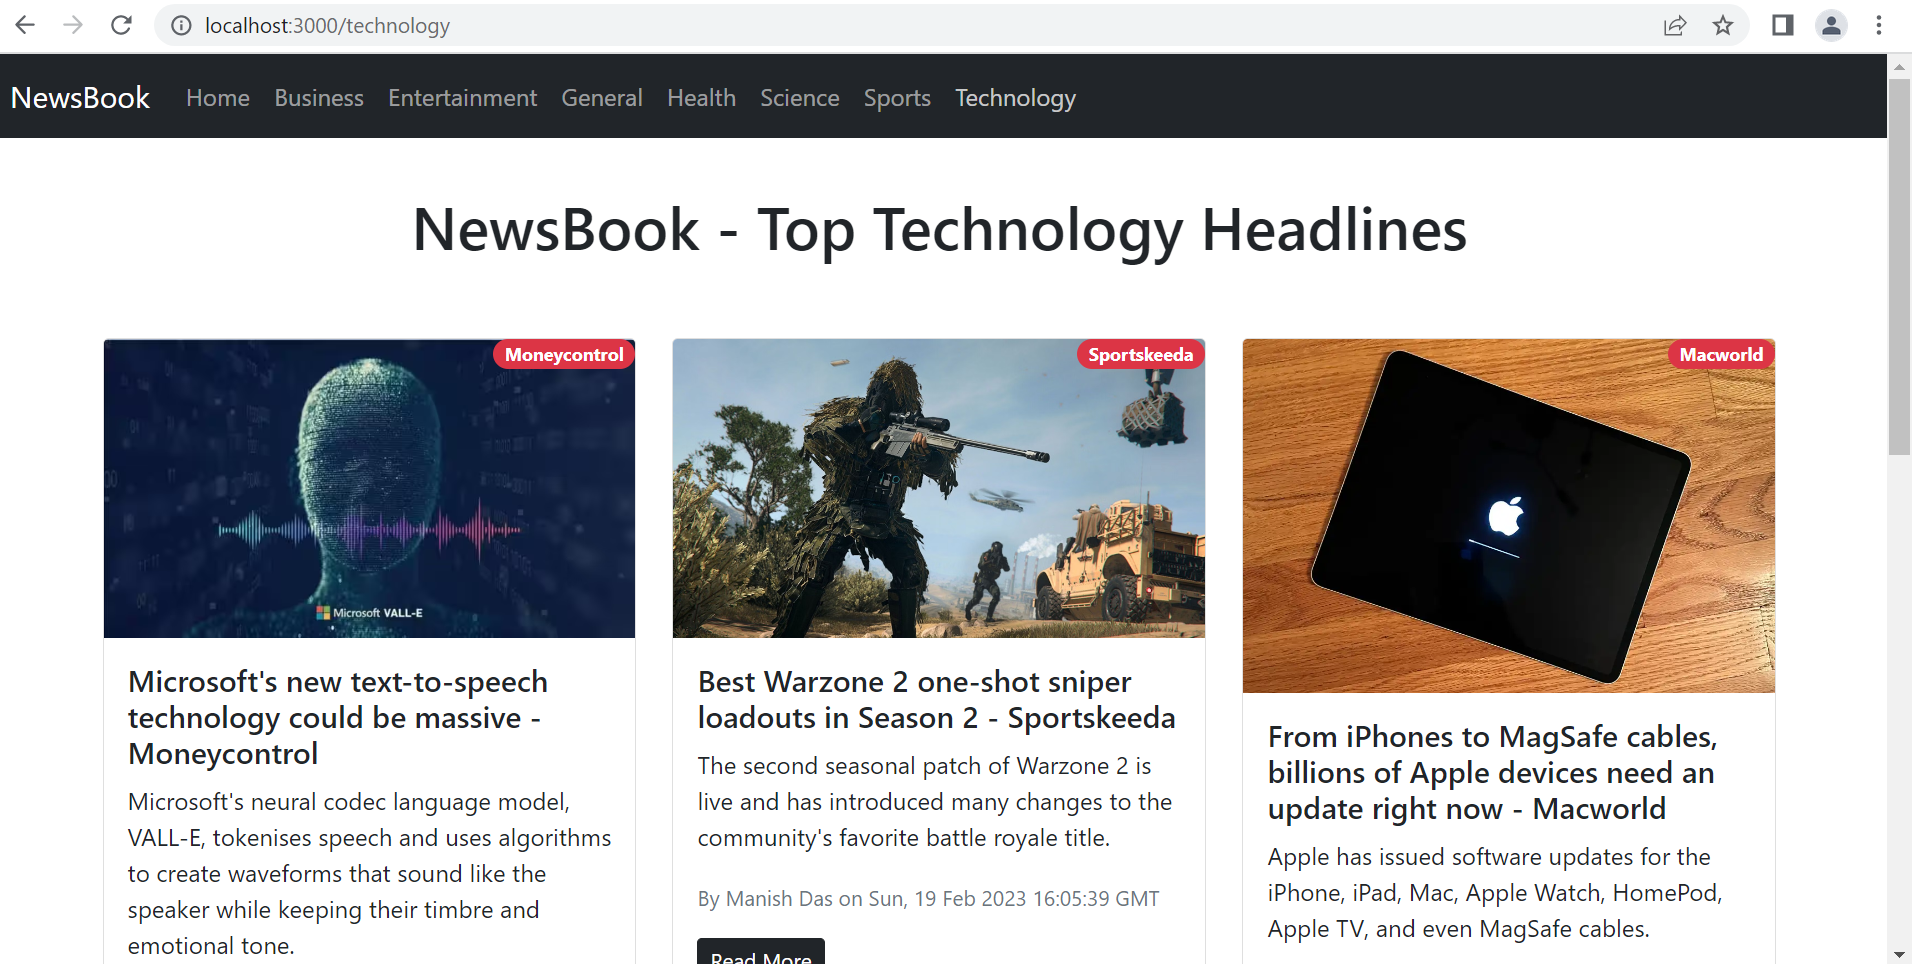 localhost:3000/technology
NewsBook Home Business Entertainment General Health Science Sports Technology
NewsBook - Top Technology Headlines
Moneycontrol
Microsoft VALL-E
Microsoft's new text-to-speech
technology could be massive -
Moneycontrol
Microsoft's neural codec language model,
VALL-E, tokenises speech and uses algorithms
to create waveforms that sound like the
speaker while keeping their timbre and
emotional tone.
Sportskeeda
Best Warzone 2 one-shot sniper
loadouts in Season 2 - Sportskeeda
The second seasonal patch of Warzone 2 is
live and has introduced many changes to the
community's favorite battle royale title.
By Manish Das on Sun, 19 Feb 2023 16:05:39 GMT
Read More
Macworld
From iPhones to MagSafe cables,
billions of Apple devices need an
update right now - Macworld
Apple has issued software updates for the
iPhone, iPad, Mac, Apple Watch, HomePod,
Apple TV, and even MagSafe cables.